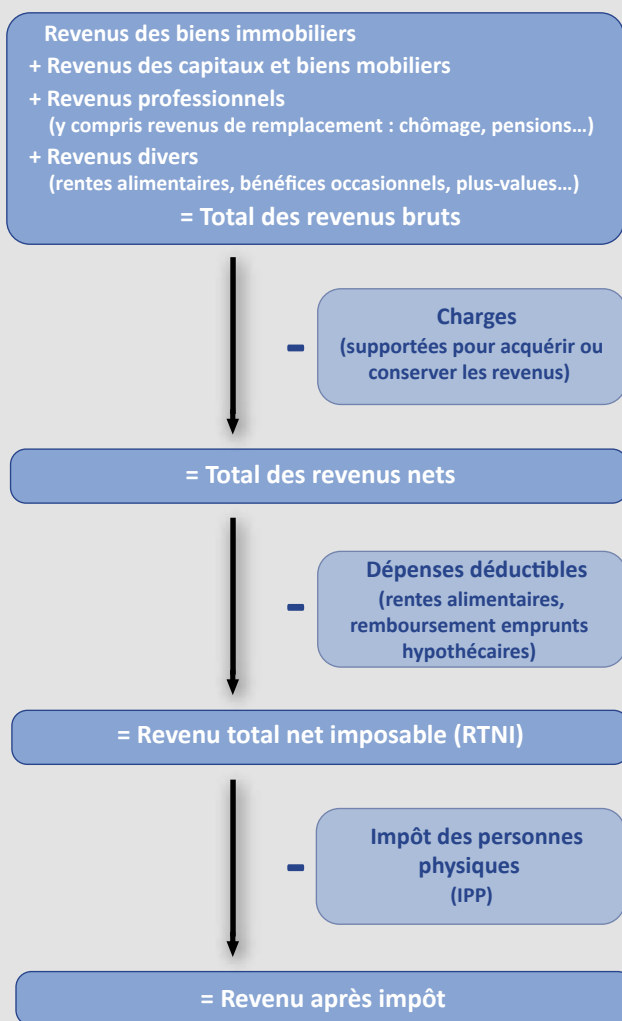 Revenus des biens immobiliers
+ Revenus des capitaux et biens mobiliers
+ Revenus professionnels
(y compris revenus de remplacement : chômage, pensions…)
+ Revenus divers
(rentes alimentaires, bénéfices occasionnels, plus-values…)
= Total des revenus bruts
-
Charges
(supportées pour acquérir ou
conserver les revenus)
= Total des revenus nets
-
Dépenses déductibles
(rentes alimentaires,
remboursement emprunts
hypothécaires)
= Revenu total net imposable (RTNI)
-
Impôt des personnes
physiques
(IPP)
= Revenu après impôt